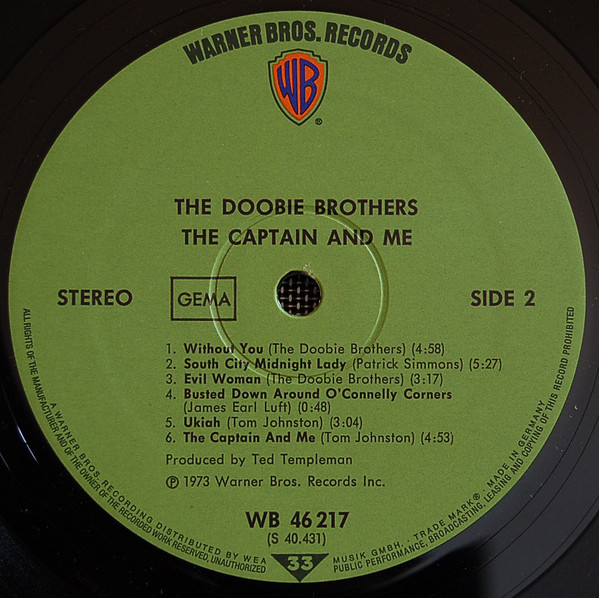 WARNER BROS. RECORDS
WB
®
THE DOOBIE BROTHERS
THE CAPTAIN AND ME
STEREO
GEMA
SIDE 2
1. Without You (The Doobie Brothers) (4:58)
2. South City Midnight Lady (Patrick Simmons) (5:27)
3. Evil Woman (The Doobie Brothers) (3:17)
4. Busted Down Around O'Connelly Corners
(James Earl Luft) (0:48)
5. Ukiah (Tom Johnston) (3:04)
6. The Captain And Me (Tom Johnston) (4:53)
Produced by Ted Templeman
Ⓟ 1973 Warner Bros. Records Inc.
WB 46 217
(S 40.431)
33
A WARNER BROS. RECORDING DISTRIBUTED BY WEA MUSIK GMBH. · TRADE MARK ® · MADE IN GERMANY
ALL RIGHTS OF THE MANUFACTURER AND OF THE OWNER OF THE RECORDED WORK RESERVED, UNAUTHORIZED PUBLIC PERFORMANCE, BROADCASTING, LEASING AND COPYING OF THIS RECORD PROHIBITED